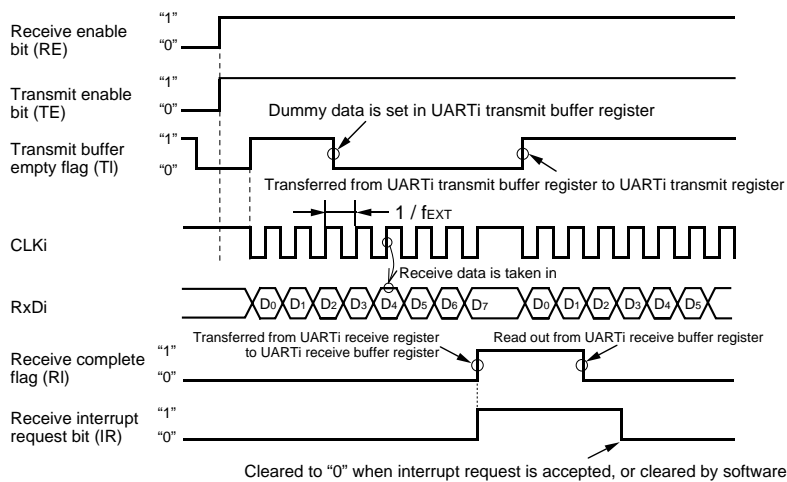 Receive enable
bit (RE)
“1”
“0”
Transmit enable
bit (TE)
“1”
“0”
Dummy data is set in UARTi transmit buffer register
Transmit buffer
empty flag (Tl)
“1”
“0”
Transferred from UARTi transmit buffer register to UARTi transmit register
1 / fEXT
CLKi
Receive data is taken in
RxDi
D0 D1 D2 D3 D4 D5 D6 D7 D0 D1 D2 D3 D4 D5
Transferred from UARTi receive register
to UARTi receive buffer register
Read out from UARTi receive buffer register
Receive complete
flag (Rl)
“1”
“0”
Receive interrupt
request bit (IR)
“1”
“0”
Cleared to “0” when interrupt request is accepted, or cleared by software